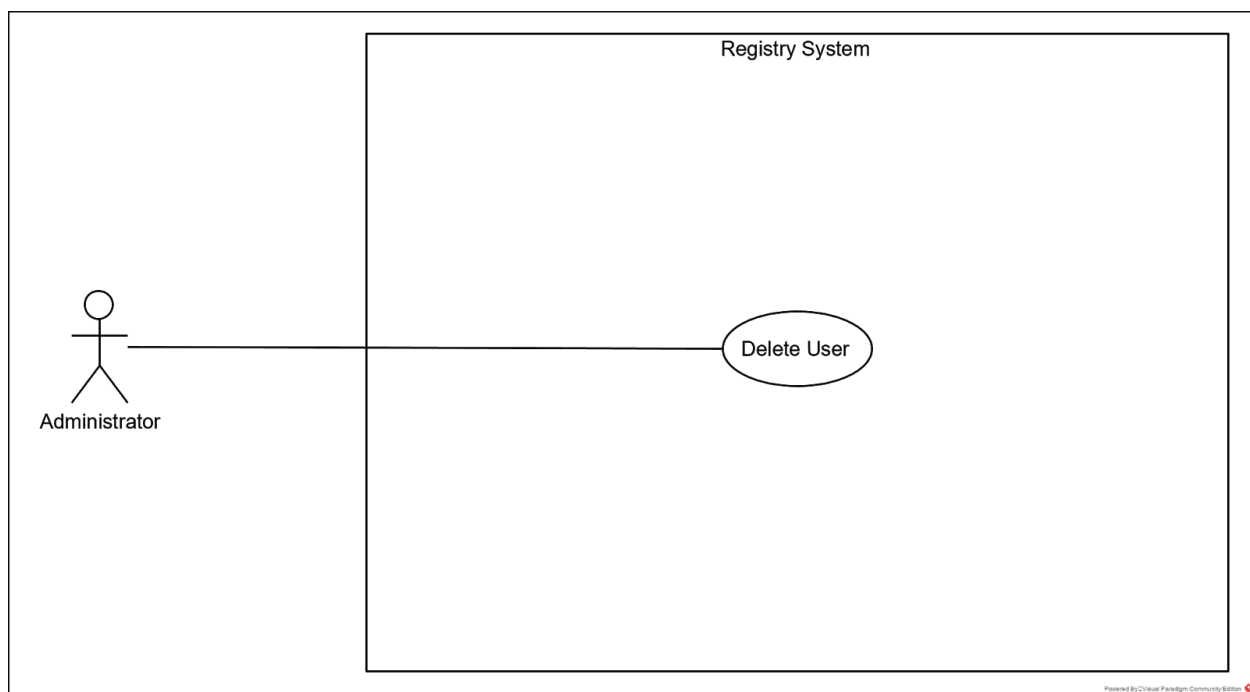 Registry System
Delete User
Administrator
Powered By Visual Paradigm Community Edition